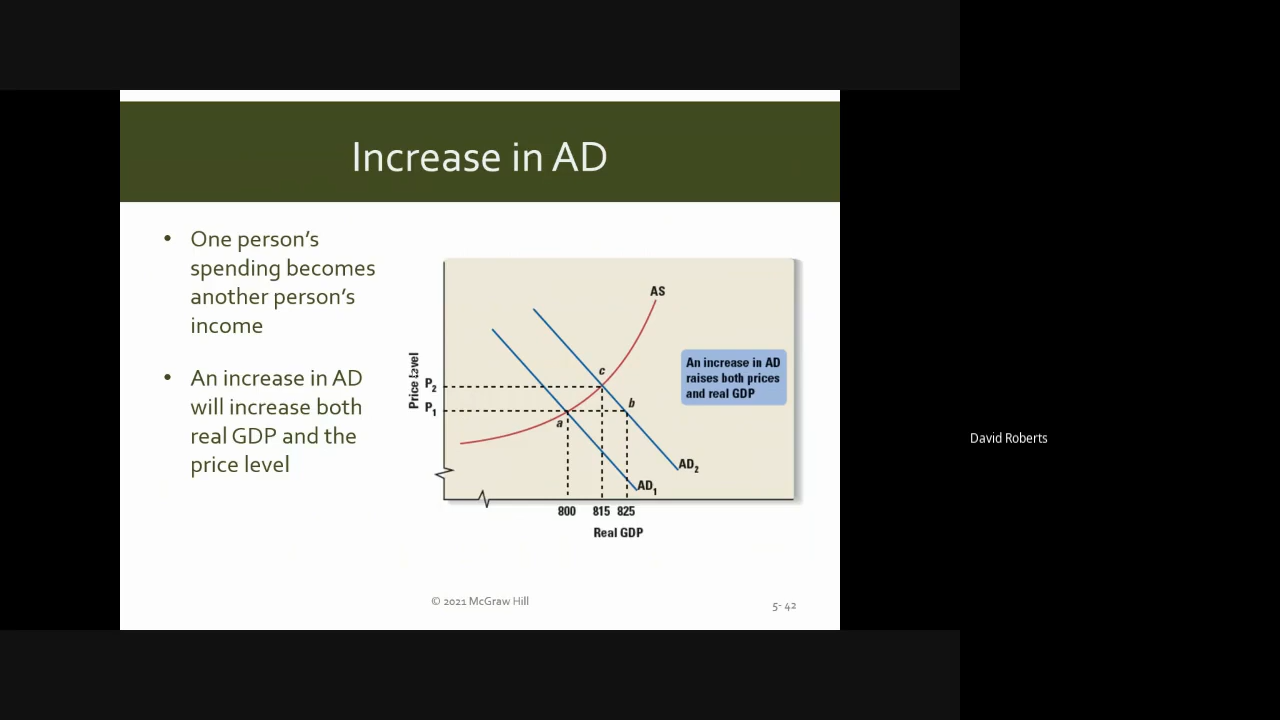 Increase in AD
• One person's
spending becomes
another person's
income
• An increase in AD
will increase both
real GDP and the
price level
AS
An increase in AD
raises both prices
and real GDP
Price level
c
P2
b
P1
a
AD2
AD1
800 815 825
Real GDP
© 2021 McGraw Hill
5- 42
David Roberts